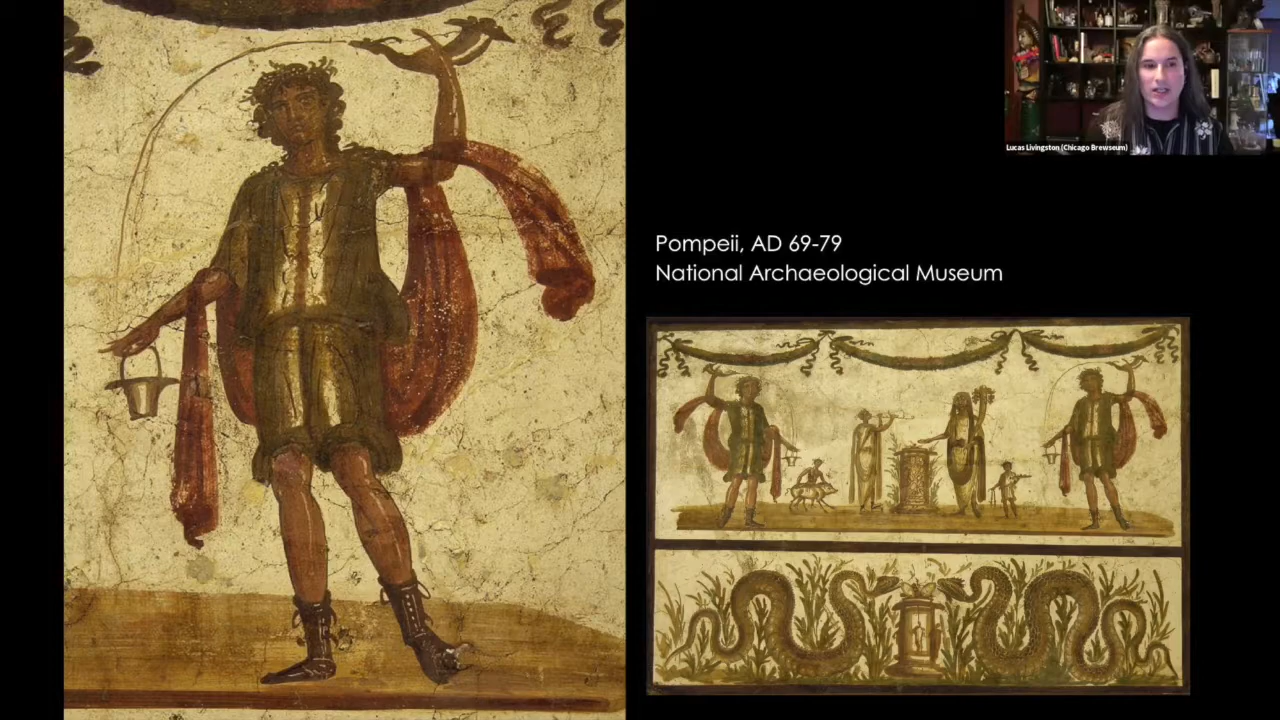 Lucas Livingston (Chicago Brewseum)
Pompeii, AD 69-79
National Archaeological Museum